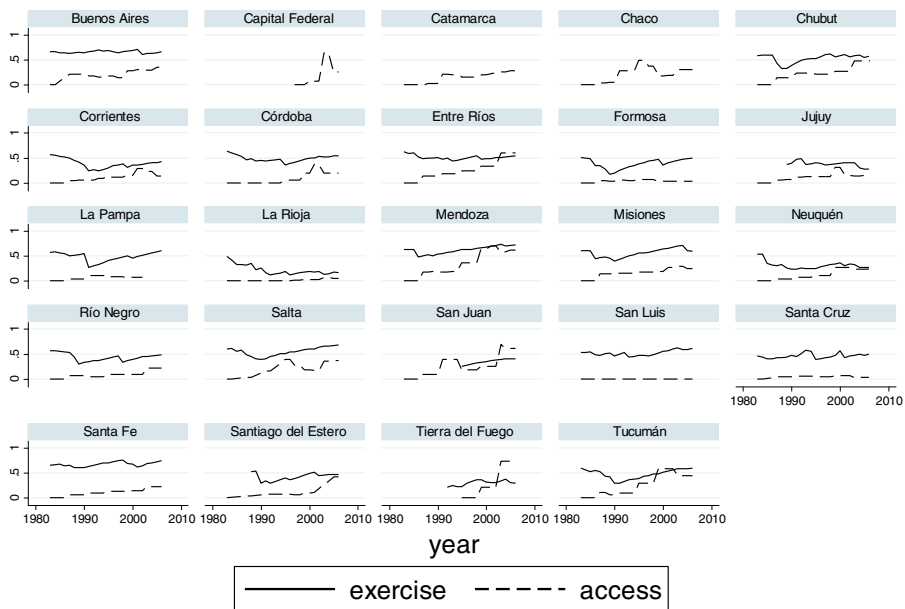 Buenos Aires Capital Federal Catamarca Chaco Chubut
0 .5 1
Corrientes Córdoba Entre Ríos Formosa Jujuy
0 .5 1
La Pampa La Rioja Mendoza Misiones Neuquén
0 .5 1
Río Negro Salta San Juan San Luis Santa Cruz
0 .5 1
1980 1990 2000 2010
Santa Fe Santiago del Estero Tierra del Fuego Tucumán
0 .5 1
1980 1990 2000 2010 1980 1990 2000 2010 1980 1990 2000 2010 1980 1990 2000 2010
year
exercise access